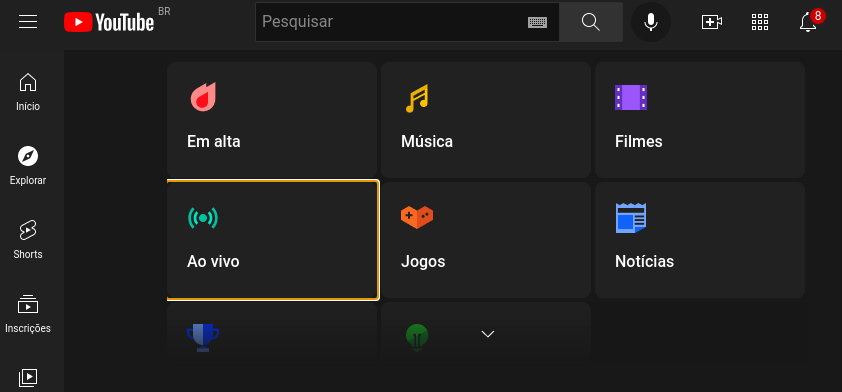 YouTube BR
Pesquisar
8
Início
Explorar
Shorts
Inscrições
Em alta
Música
Filmes
Ao vivo
Jogos
Notícias